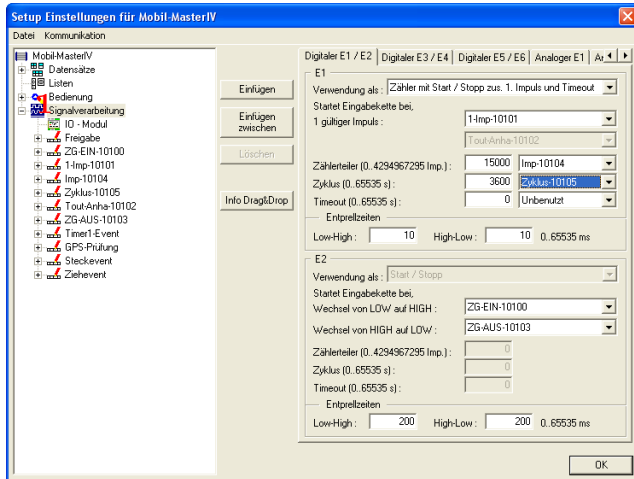 Setup Einstellungen für Mobil-MasterIV
Datei Kommunikation
Mobil-MasterIV
Datensätze
Listen
Bedienung
Signalverarbeitung
IO - Modul
Freigabe
ZG-EIN-10100
1-Imp-10101
Imp-10104
Zyklus-10105
Tout-Anha-10102
ZG-AUS-10103
Timer1-Event
GPS-Prüfung
Steckevent
Ziehevent
Einfügen
Einfügen
zwischen
Löschen
Info Drag&Drop
Digitaler E1 / E2 Digitaler E3 / E4 Digitaler E5 / E6 Analoger E1
E1
Verwendung als : Zähler mit Start / Stopp zus. 1. Impuls und Timeout
Startet Eingabekette bei,
1 gültiger Impuls : 1-Imp-10101
Tout-Anha-10102
Zählerteiler (0..4294967295 Imp.) : 15000 Imp-10104
Zyklus (0..65535 s) : 3600 Zyklus-10105
Timeout (0..65535 s) : 0 Unbenutzt
Entprellzeiten
Low-High : 10 High-Low : 10 0..65535 ms
E2
Verwendung als : Start / Stopp
Startet Eingabekette bei,
Wechsel von LOW auf HIGH : ZG-EIN-10100
Wechsel von HIGH auf LOW : ZG-AUS-10103
Zählerteiler (0..4294967295 Imp.) : 0
Zyklus (0..65535 s) : 0
Timeout (0..65535 s) : 0
Entprellzeiten
Low-High : 200 High-Low : 200 0..65535 ms
OK